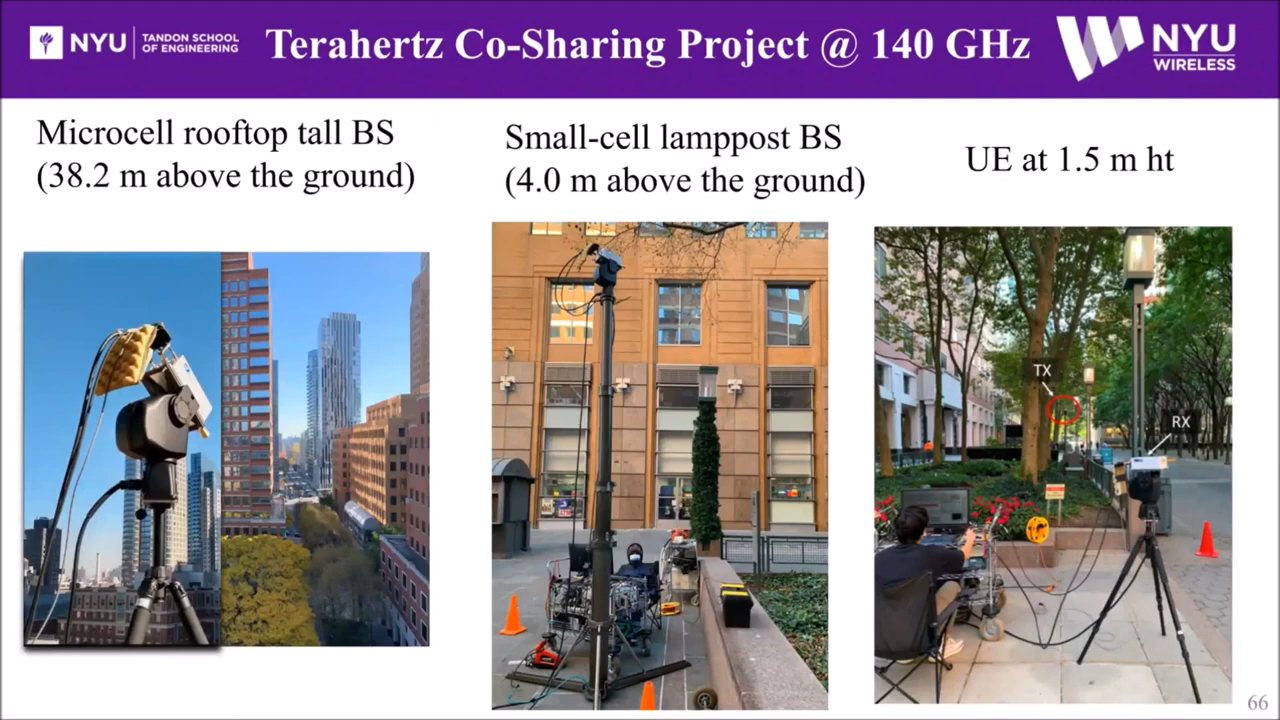 NYU
TANDON SCHOOL
OF ENGINEERING
Terahertz Co-Sharing Project @ 140 GHz
NYU
WIRELESS
Microcell rooftop tall BS
(38.2 m above the ground)
Small-cell lamppost BS
(4.0 m above the ground)
UE at 1.5 m ht
TX
RX
66